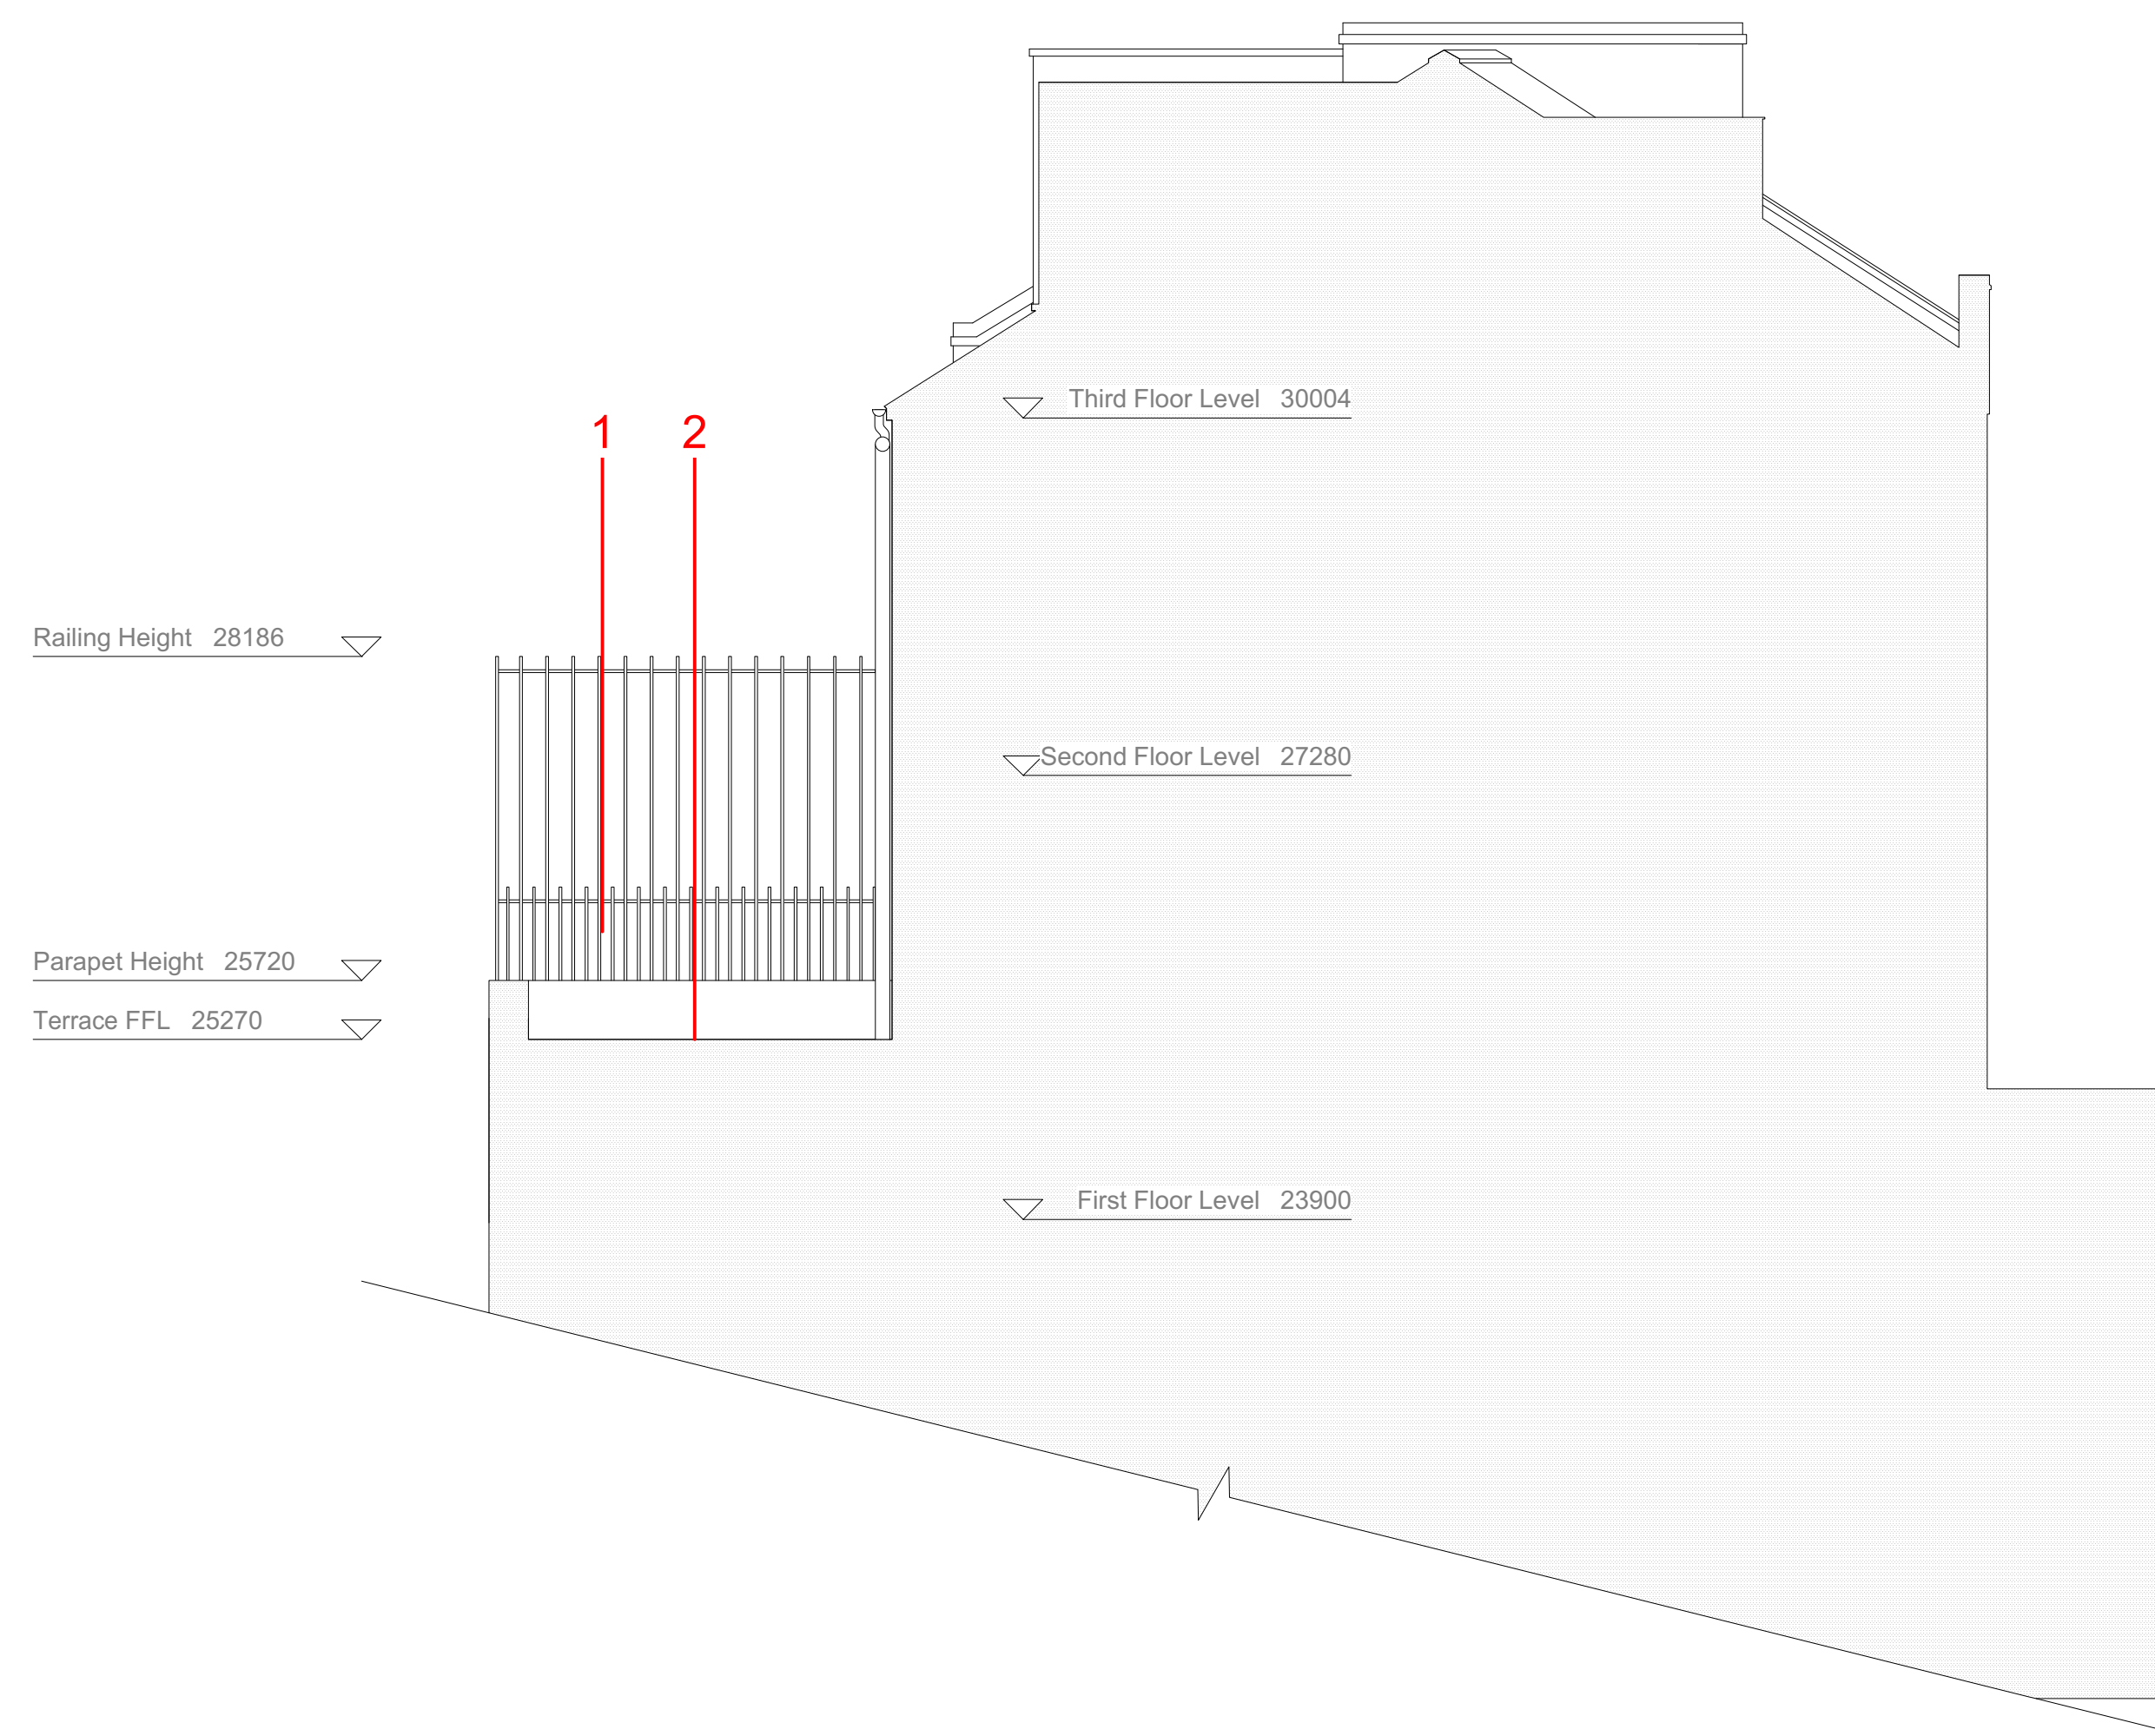 Third Floor Level 30004
1 2
Railing Height 28186
Second Floor Level 27280
Parapet Height 25720
Terrace FFL 25270
First Floor Level 23900